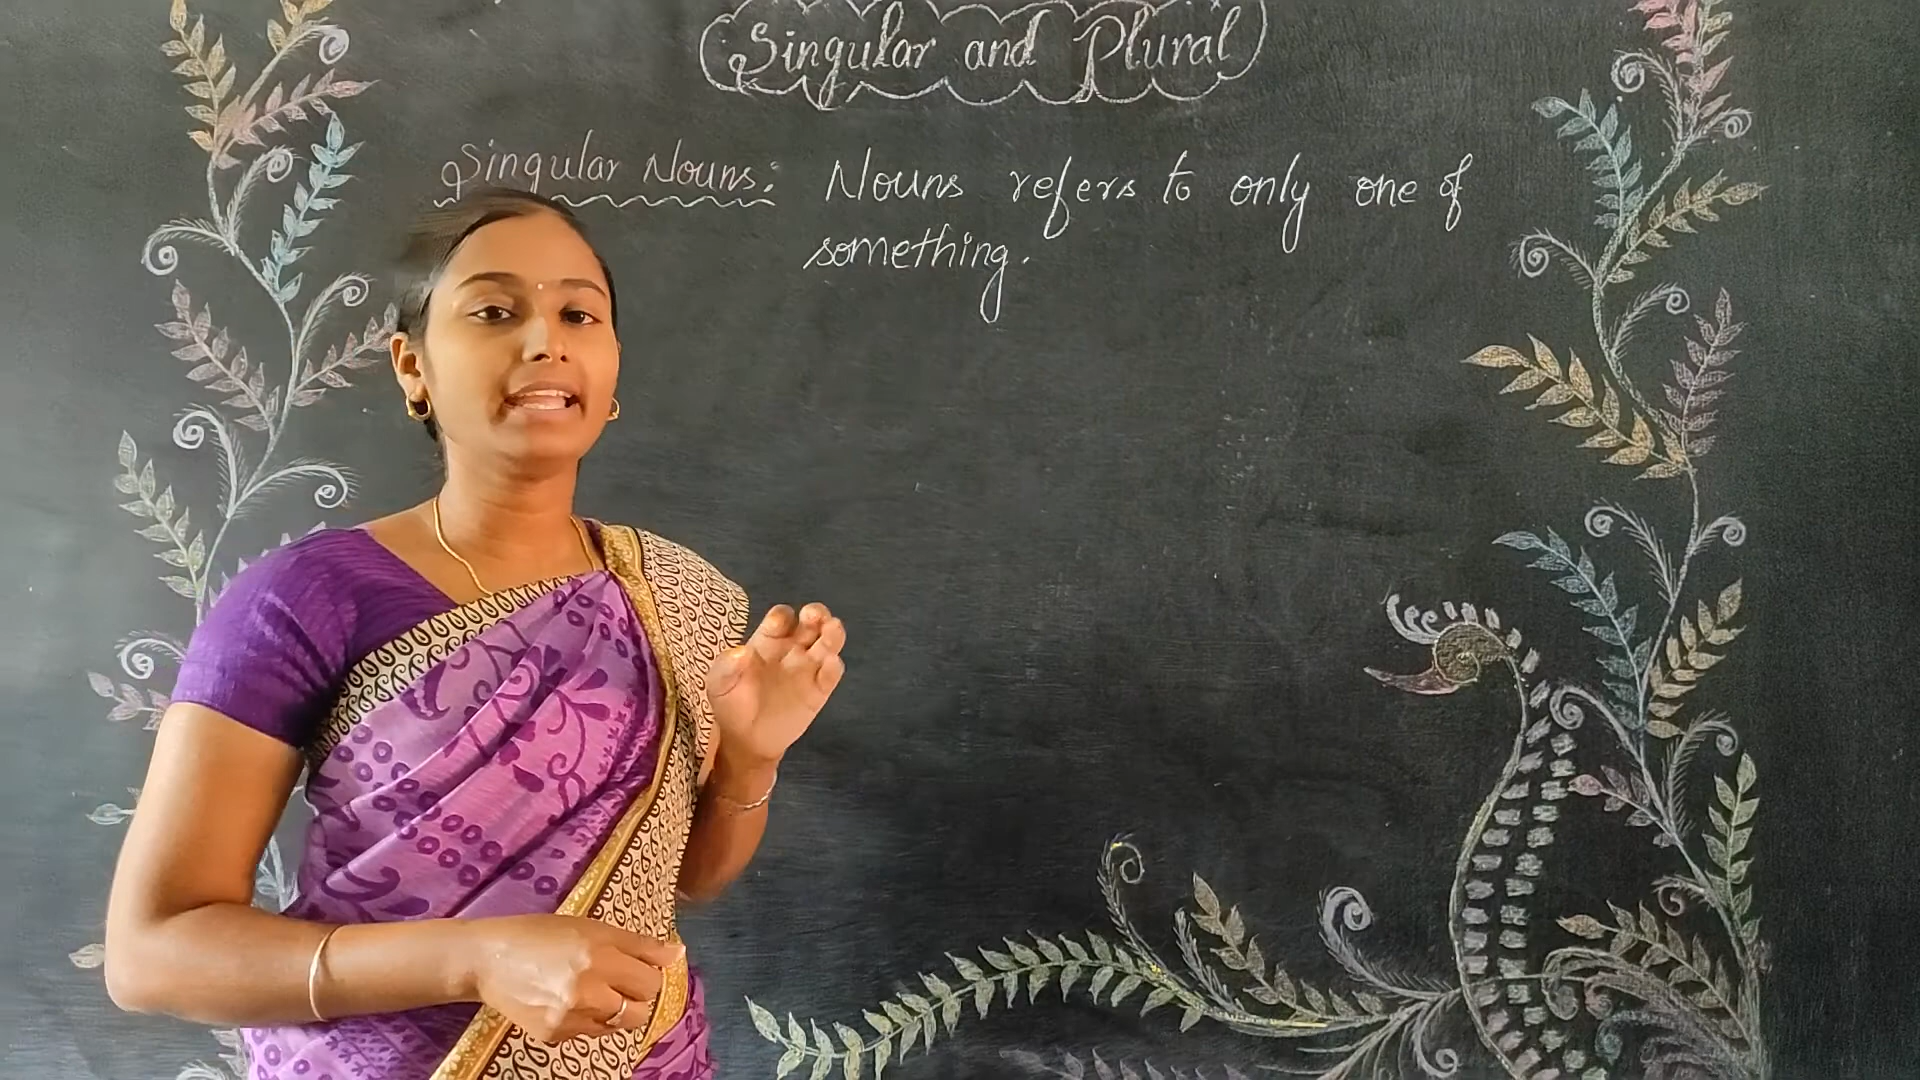 Singular and Plural
Singular Nouns: Nouns refers to only one of
something.